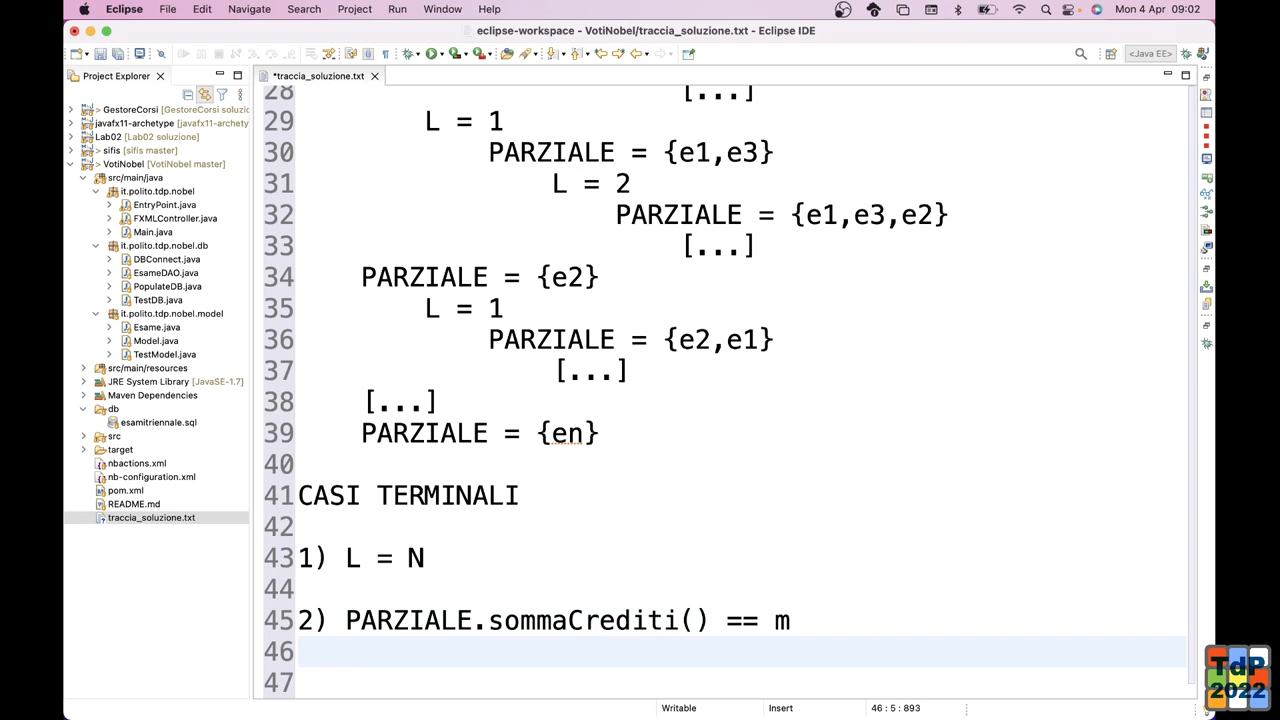 Eclipse File Edit Navigate Search Project Run Window Help Mon 4 Apr 09:02
eclipse-workspace - VotiNobel/traccia_soluzione.txt - Eclipse IDE
<Java EE>
Project Explorer
*traccia_soluzione.txt
> GestoreCorsi [GestoreCorsi soluzio
javafx11-archetype [javafx11-archety
Lab02 [Lab02 soluzione]
> sifis [sifis master]
> VotiNobel [VotiNobel master]
src/main/java
it.polito.tdp.nobel
EntryPoint.java
FXMLController.java
Main.java
it.polito.tdp.nobel.db
DBConnect.java
EsameDAO.java
PopulateDB.java
TestDB.java
it.polito.tdp.nobel.model
Esame.java
Model.java
TestModel.java
src/main/resources
JRE System Library [JavaSE-1.7]
Maven Dependencies
db
esamitriennale.sql
src
target
nbactions.xml
nb-configuration.xml
pom.xml
README.md
traccia_soluzione.txt
28 [...]
29 L = 1
30 PARZIALE = {e1,e3}
31 L = 2
32 PARZIALE = {e1,e3,e2}
33 [...]
34 PARZIALE = {e2}
35 L = 1
36 PARZIALE = {e2,e1}
37 [...]
38 [...]
39 PARZIALE = {en}
40
41 CASI TERMINALI
42
43 1) L = N
44
45 2) PARZIALE.sommaCrediti() == m
46
47
Writable Insert 46 : 5 : 893
TdP
2022